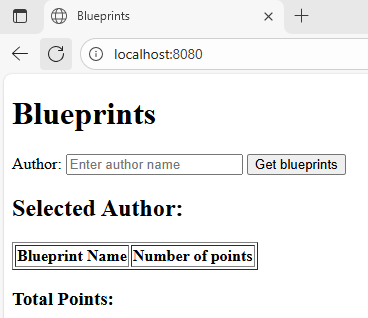 Blueprints
localhost:8080
Blueprints
Author: Enter author name Get blueprints
Selected Author:
Blueprint Name Number of points
Total Points: